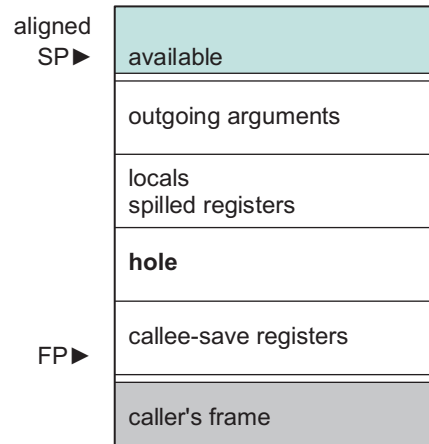 aligned
SP► available
outgoing arguments
locals
spilled registers
hole
callee-save registers
FP►
caller's frame